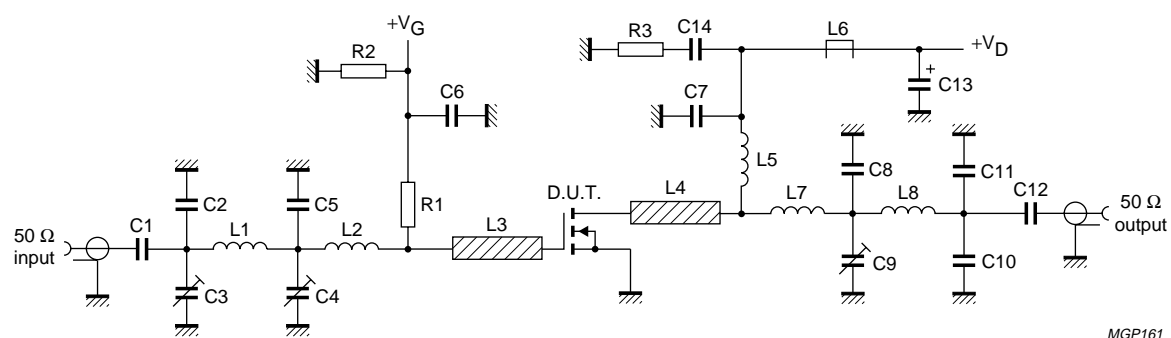 +VG
R2
C6
R1
R3
C14
L6
+VD
C13
C7
L5
C8
C11
C2
C5
D.U.T.
L4
L7
L8
C12
50 Ω
input
C1
L1
L2
L3
50 Ω
output
C3
C4
C9
C10
MGP161